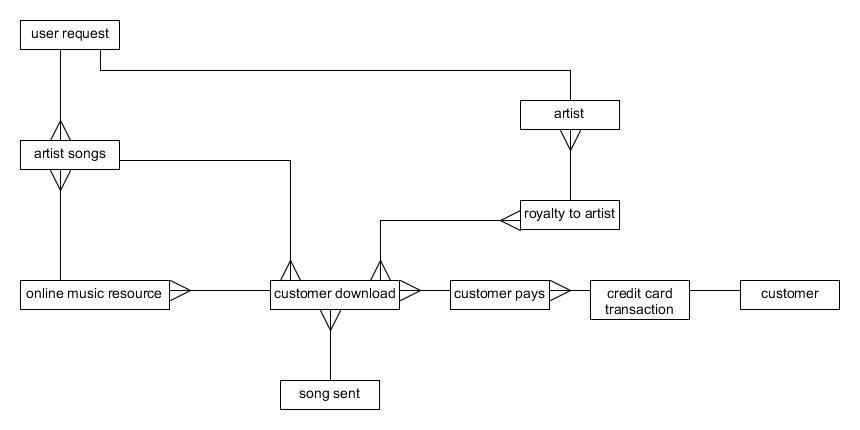 user request
artist
artist songs
royalty to artist
online music resource
customer download
customer pays
credit card
transaction
customer
song sent